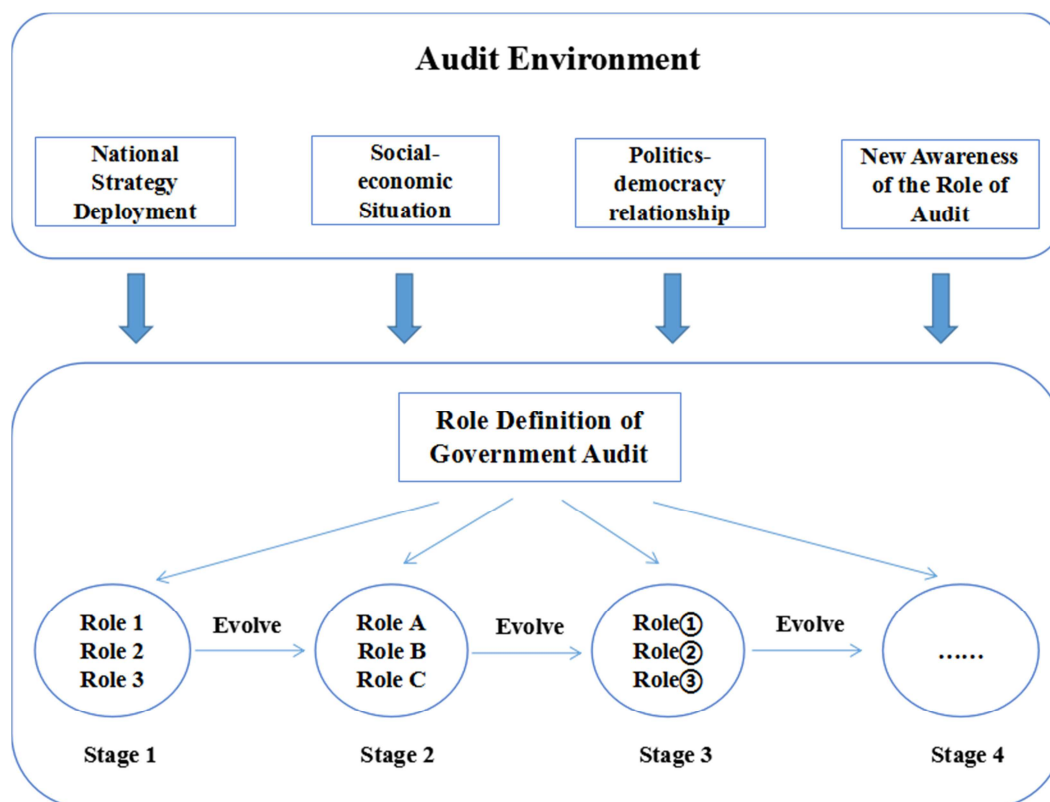 Audit Environment
National
Strategy
Deployment
Social-
economic
Situation
Politics-
democracy
relationship
New Awareness
of the Role of
Audit
Role Definition of
Government Audit
Role 1
Role 2
Role 3
Evolve
Role A
Role B
Role C
Evolve
Role①
Role②
Role③
Evolve
......
Stage 1
Stage 2
Stage 3
Stage 4